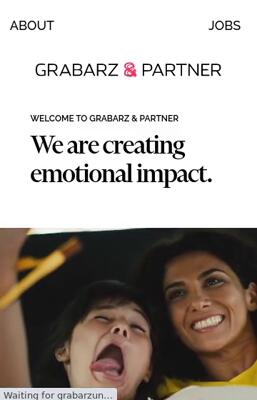 ABOUT JOBS
GRABARZ & PARTNER
WELCOME TO GRABARZ & PARTNER
We are creating
emotional impact.
Waiting for grabarzun...